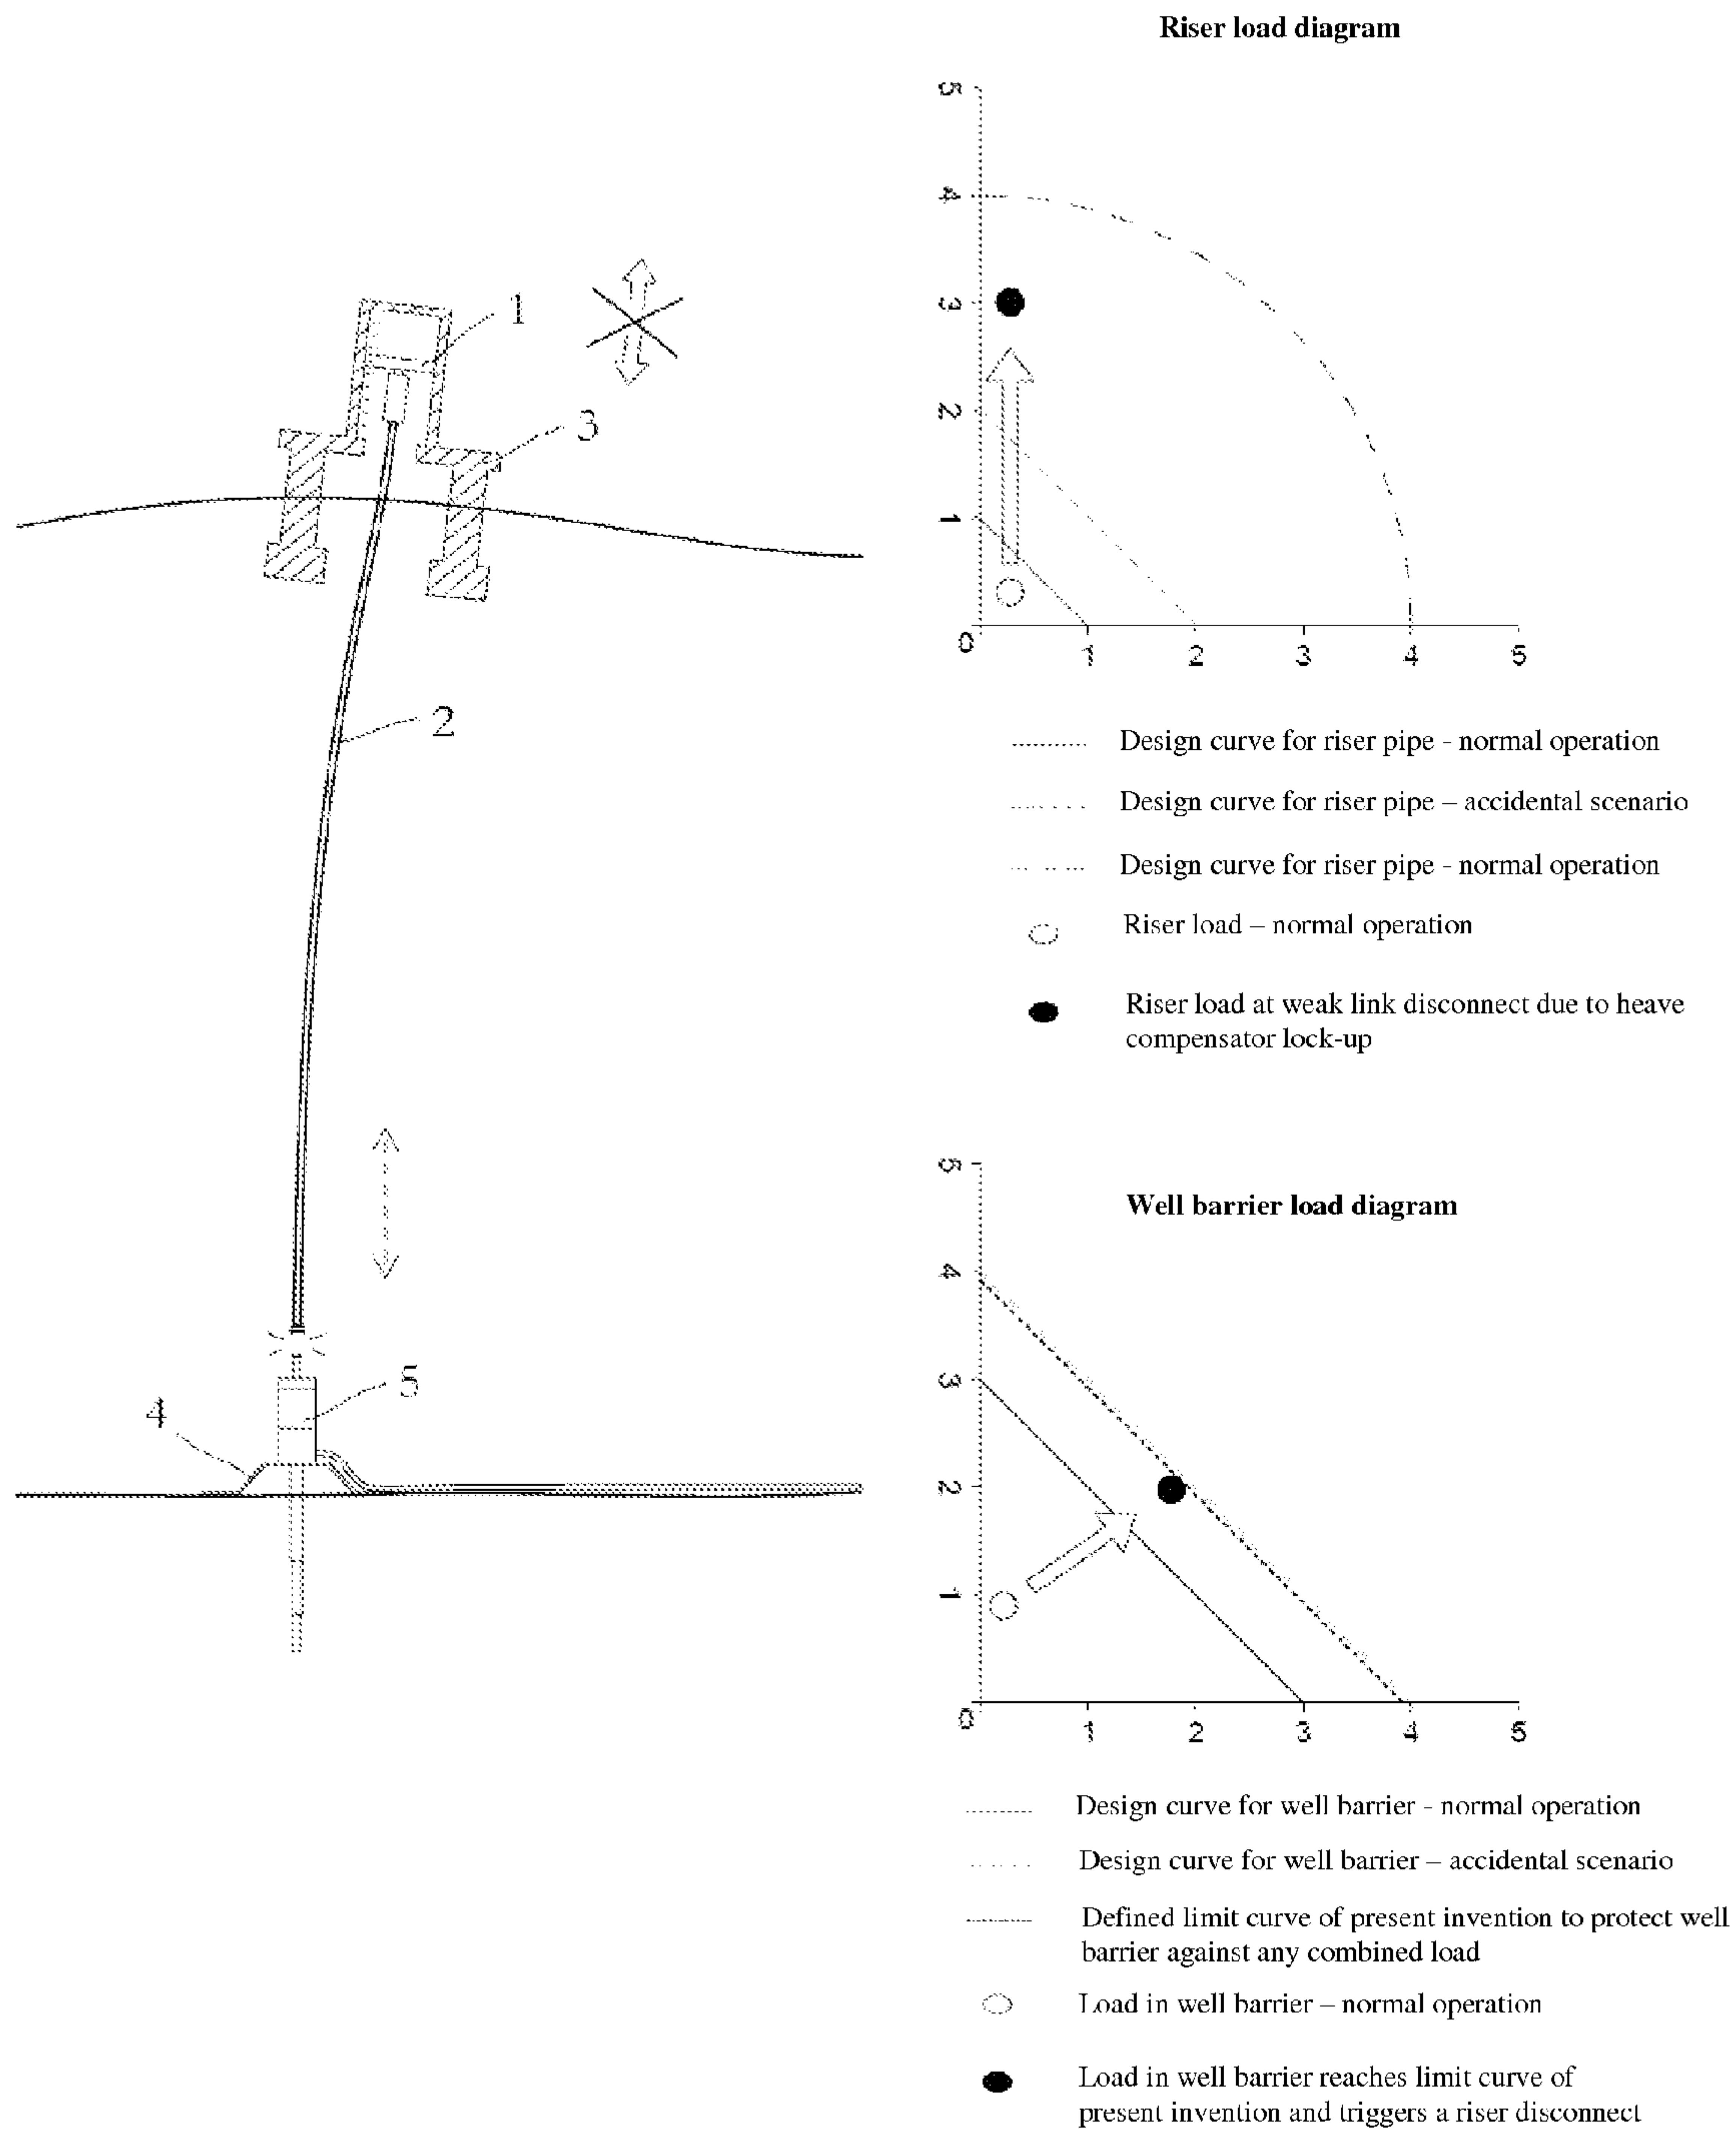 Riser load diagram
5
4
3
2
1
0
1
2
3
4
5
1
3
2
Design curve for riser pipe - normal operation
Design curve for riser pipe – accidental scenario
Design curve for riser pipe - normal operation
Riser load – normal operation
Riser load at weak link disconnect due to heave
compensator lock-up
Well barrier load diagram
5
4
3
2
1
0
1
2
3
4
5
5
4
Design curve for well barrier - normal operation
Design curve for well barrier – accidental scenario
Defined limit curve of present invention to protect well
barrier against any combined load
Load in well barrier – normal operation
Load in well barrier reaches limit curve of
present invention and triggers a riser disconnect